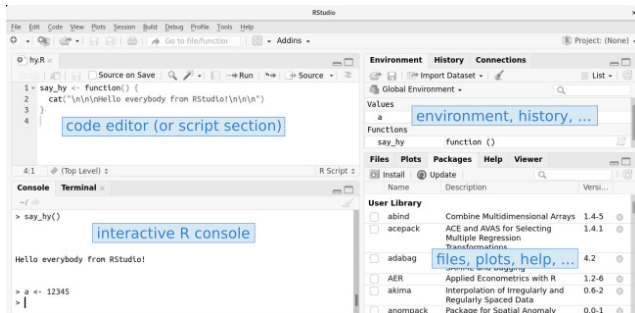 RStudio
File Edit Code View Plots Session Build Debug Profile Tools Help
Go to file/function Addins Project: (None)
hy.R
Source on Save Run Source
1 say_hy <- function() {
2 cat("\n\n\nHello everybody from RStudio!\n\n\n")
3 }
4
code editor (or script section)
4:1 (Top Level) R Script
Console Terminal
~/
> say_hy()
interactive R console
Hello everybody from RStudio!
> a <- 12345
>
Environment History Connections
Import Dataset List
Global Environment
Values
a
environment, history, ...
Functions
say_hy function ()
Files Plots Packages Help Viewer
Install Update
Name Description Versi...
User Library
abind Combine Multidimensional Arrays 1.4-5
acepack ACE and AVAS for Selecting 1.4.1
Multiple Regression
Transformations
adabag 4.2
files, plots, help, ...
SAMME and Bagging
AER Applied Econometrics with R 1.2-6
akima Interpolation of Irregularly and 0.6-2
Regularly Spaced Data
anompack Package for Spatial Anomaly 0.0-1